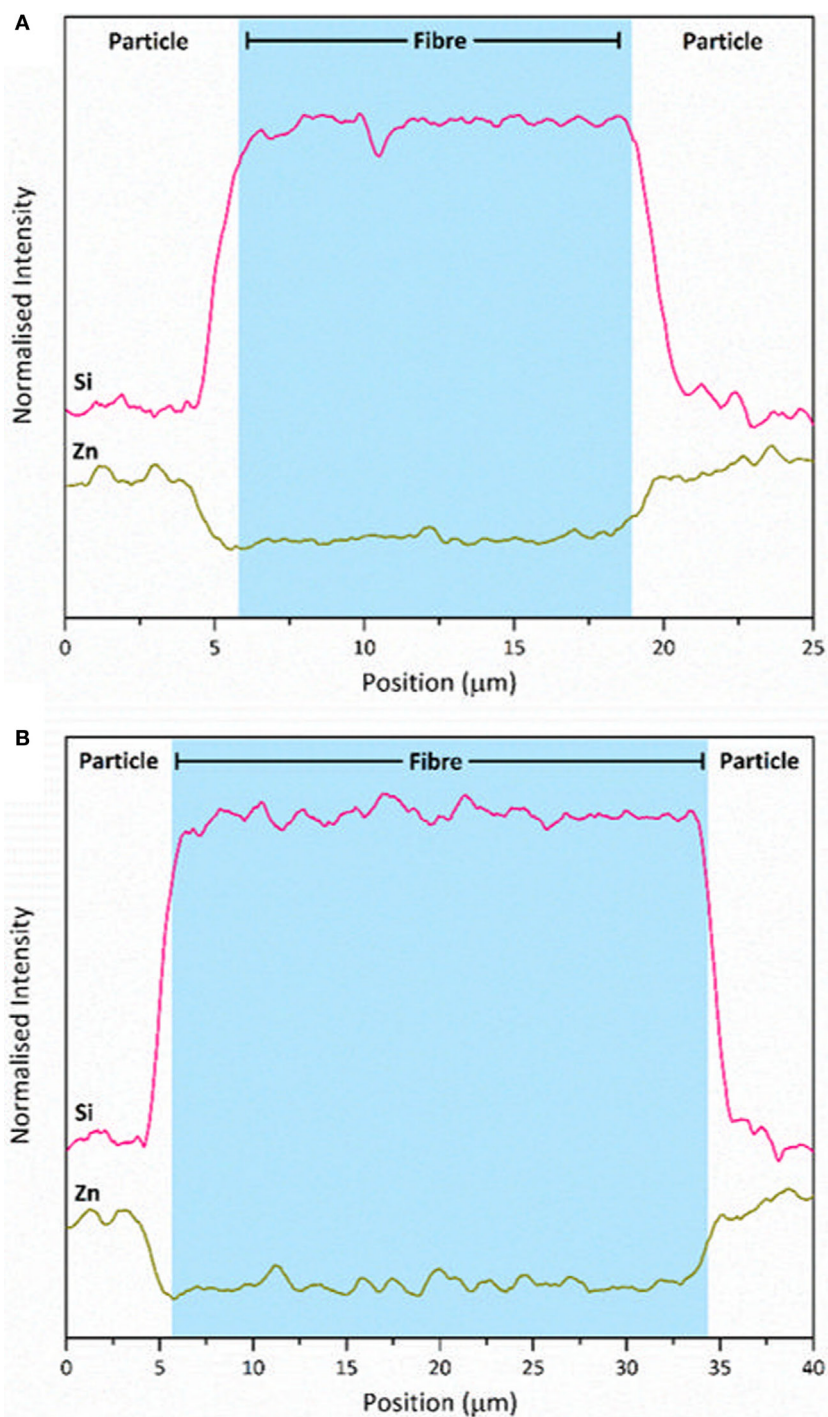 A
Particle Fibre Particle
Normalised Intensity
Si
Zn
0 5 10 15 20 25
Position (μm)
B
Particle Fibre Particle
Normalised Intensity
Si
Zn
0 5 10 15 20 25 30 35 40
Position (μm)